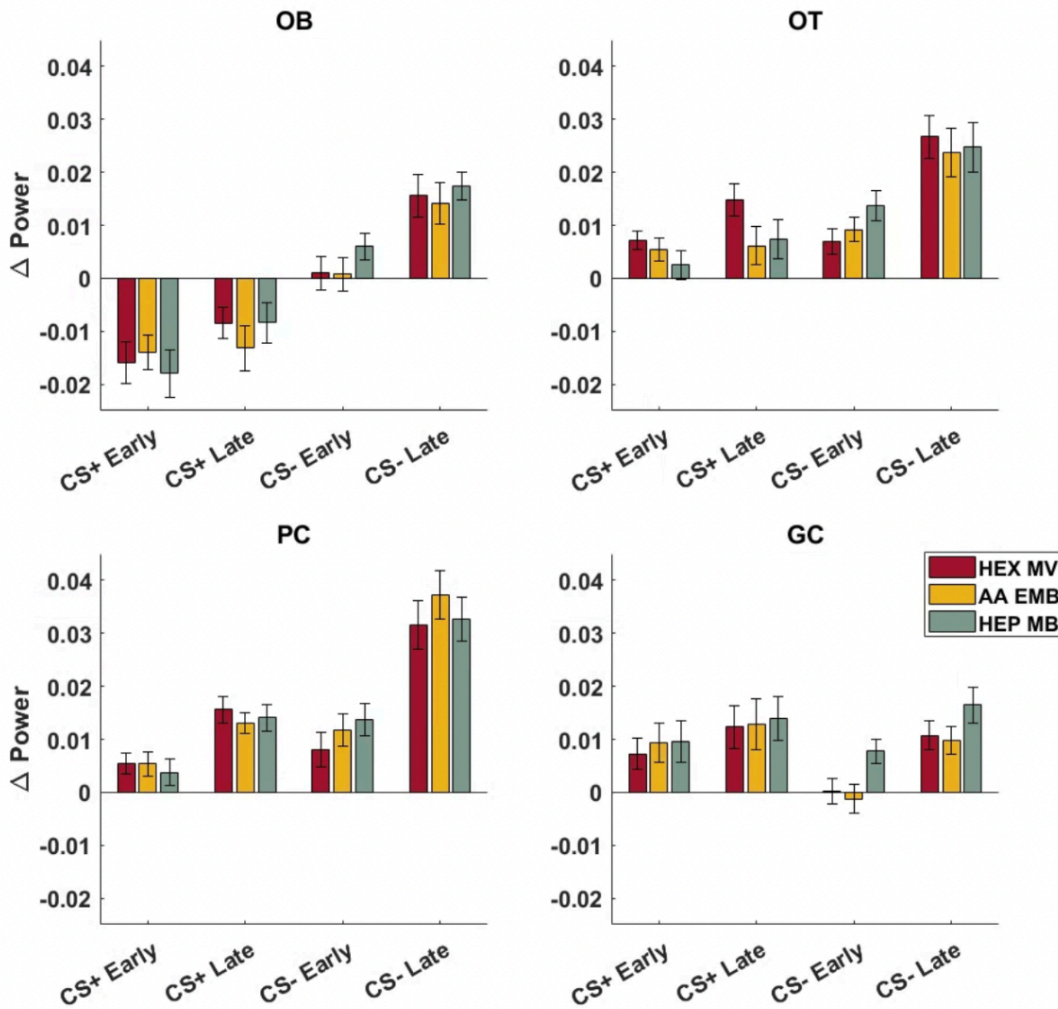 OB
0.04
0.03
0.02
0.01
0
-0.01
-0.02
△ Power
CS+ Early
CS+ Late
CS- Early
CS- Late
OT
0.04
0.03
0.02
0.01
0
-0.01
-0.02
CS+ Early
CS+ Late
CS- Early
CS- Late
PC
0.04
0.03
0.02
0.01
0
-0.01
-0.02
△ Power
CS+ Early
CS+ Late
CS- Early
CS- Late
GC
0.04
0.03
0.02
0.01
0
-0.01
-0.02
CS+ Early
CS+ Late
CS- Early
CS- Late
HEX MV
AA EMB
HEP MB